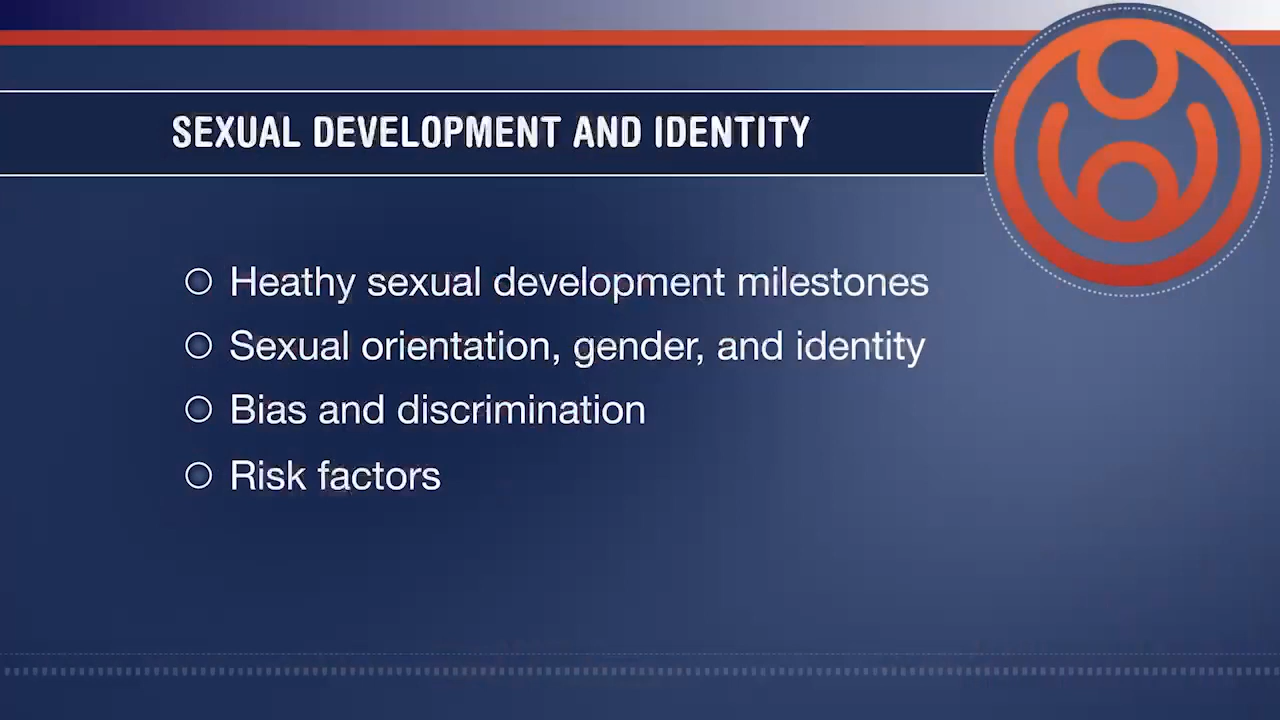 SEXUAL DEVELOPMENT AND IDENTITY
Heathy sexual development milestones
Sexual orientation, gender, and identity
Bias and discrimination
Risk factors